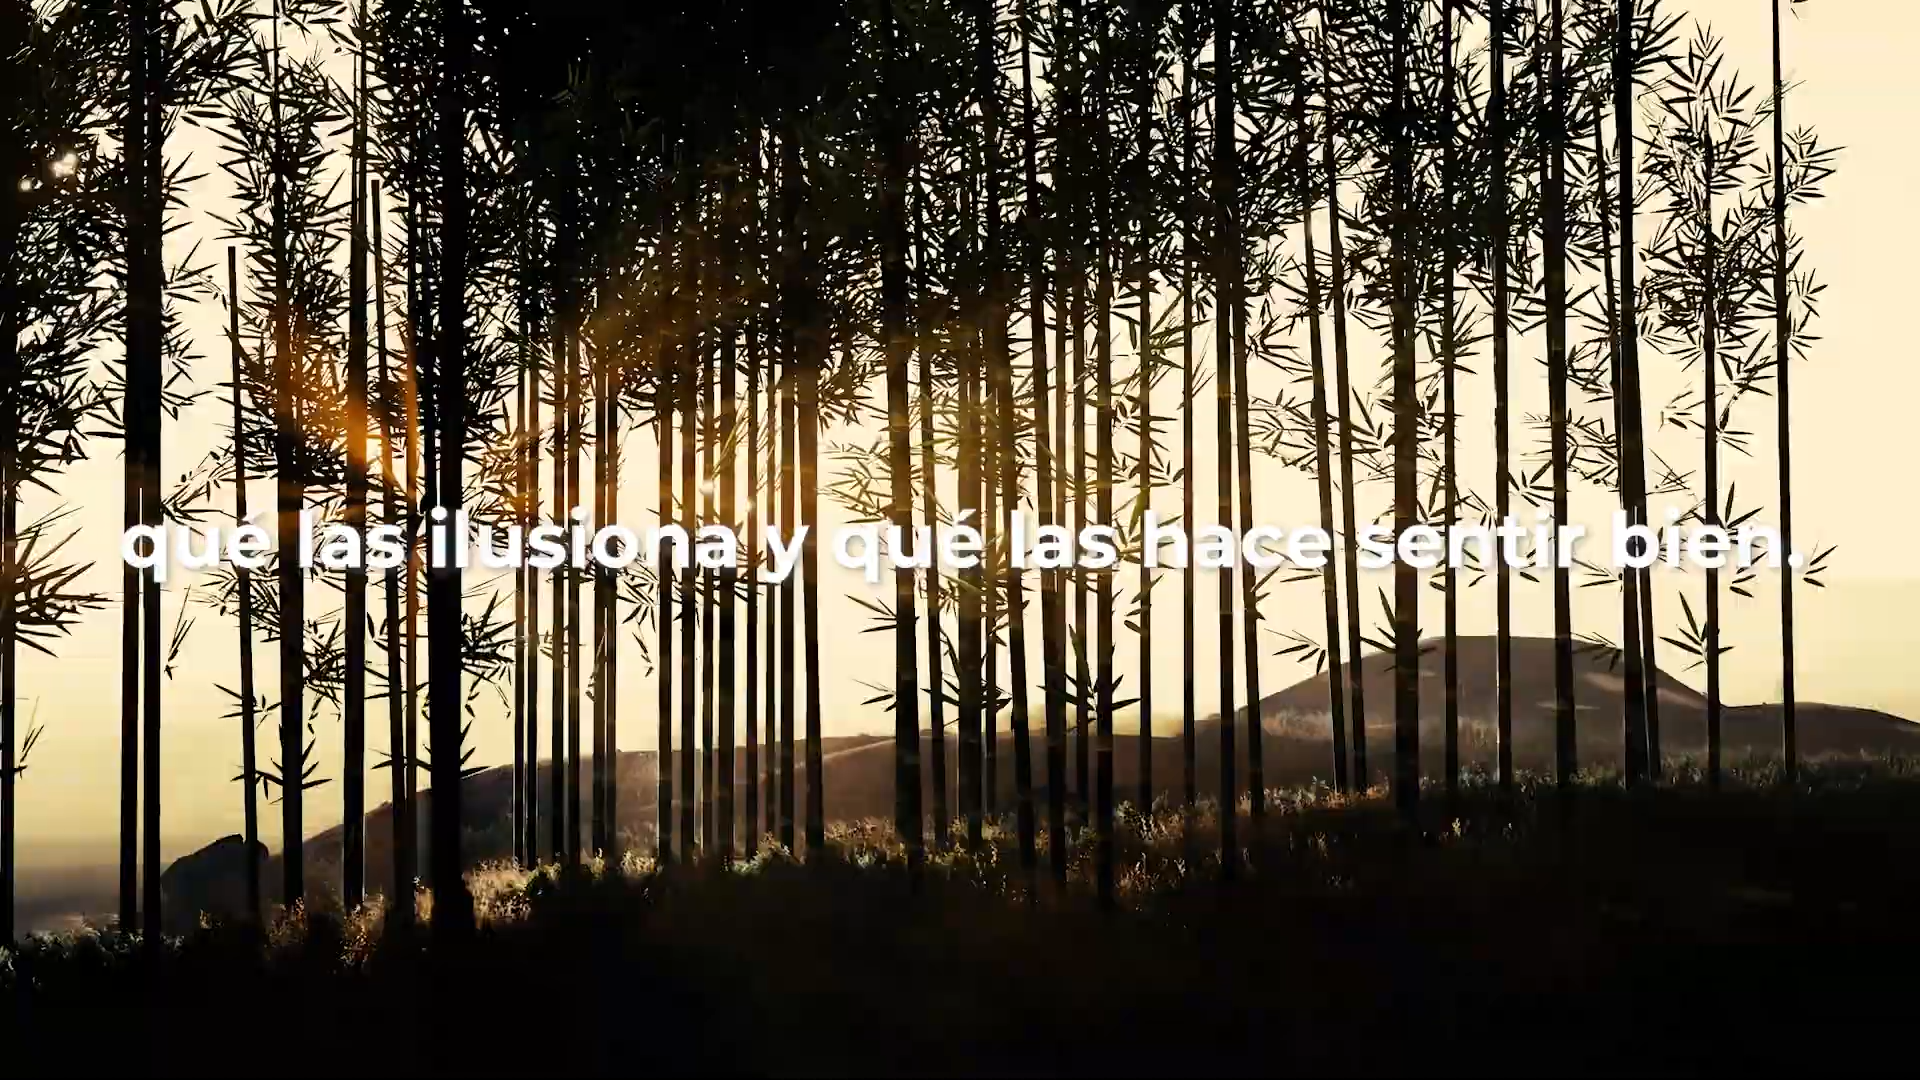 qué las ilusiona y qué las hace sentir bien.